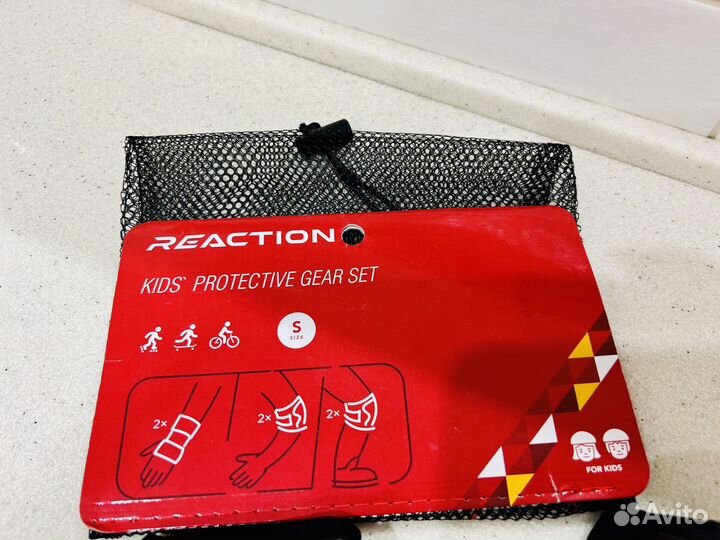 REACTION
KIDS` PROTECTIVE GEAR SET
S
SIZE
2×
2×
2×
FOR KIDS
Avito